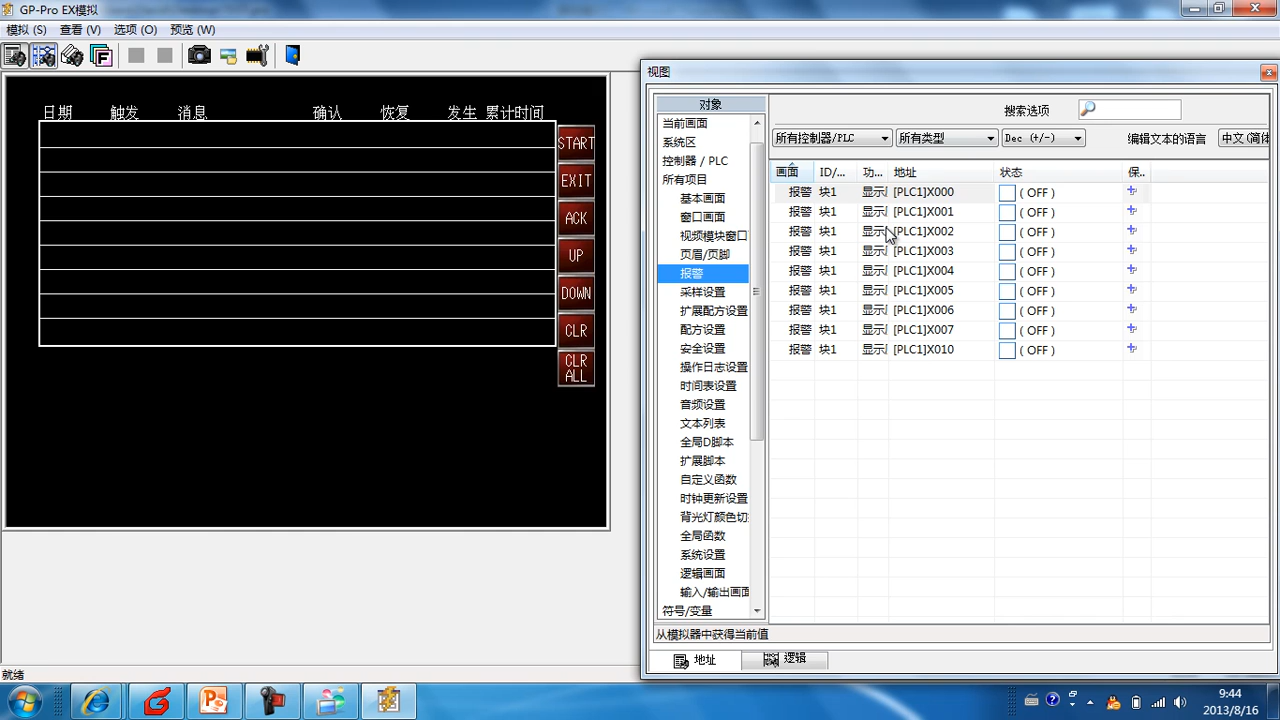 GP-Pro EX模拟
模拟 (S) 查看 (V) 选项 (O) 预览 (W)
日期 触发 消息 确认 恢复 发生 累计时间
START
EXIT
ACK
UP
DOWN
CLR
CLR
ALL
就绪
视图
对象
当前画面
系统区
控制器 / PLC
所有项目
基本画面
窗口画面
视频模块窗口
页眉/页脚
报警
采样设置
扩展配方设置
配方设置
安全设置
操作日志设置
时间表设置
音频设置
文本列表
全局D脚本
扩展脚本
自定义函数
时钟更新设置
背光灯颜色切
全局函数
系统设置
逻辑画面
输入/输出画面
符号/变量
搜索选项
所有控制器/PLC 所有类型 Dec (+/-) 编辑文本的语言 中文(简体
画面 ID/... 功... 地址 状态 保..
报警 块1 显示 [PLC1]X000 ( OFF )
报警 块1 显示 [PLC1]X001 ( OFF )
报警 块1 显示 [PLC1]X002 ( OFF )
报警 块1 显示 [PLC1]X003 ( OFF )
报警 块1 显示 [PLC1]X004 ( OFF )
报警 块1 显示 [PLC1]X005 ( OFF )
报警 块1 显示 [PLC1]X006 ( OFF )
报警 块1 显示 [PLC1]X007 ( OFF )
报警 块1 显示 [PLC1]X010 ( OFF )
从模拟器中获得当前值
地址 逻辑
9:44
2013/8/16